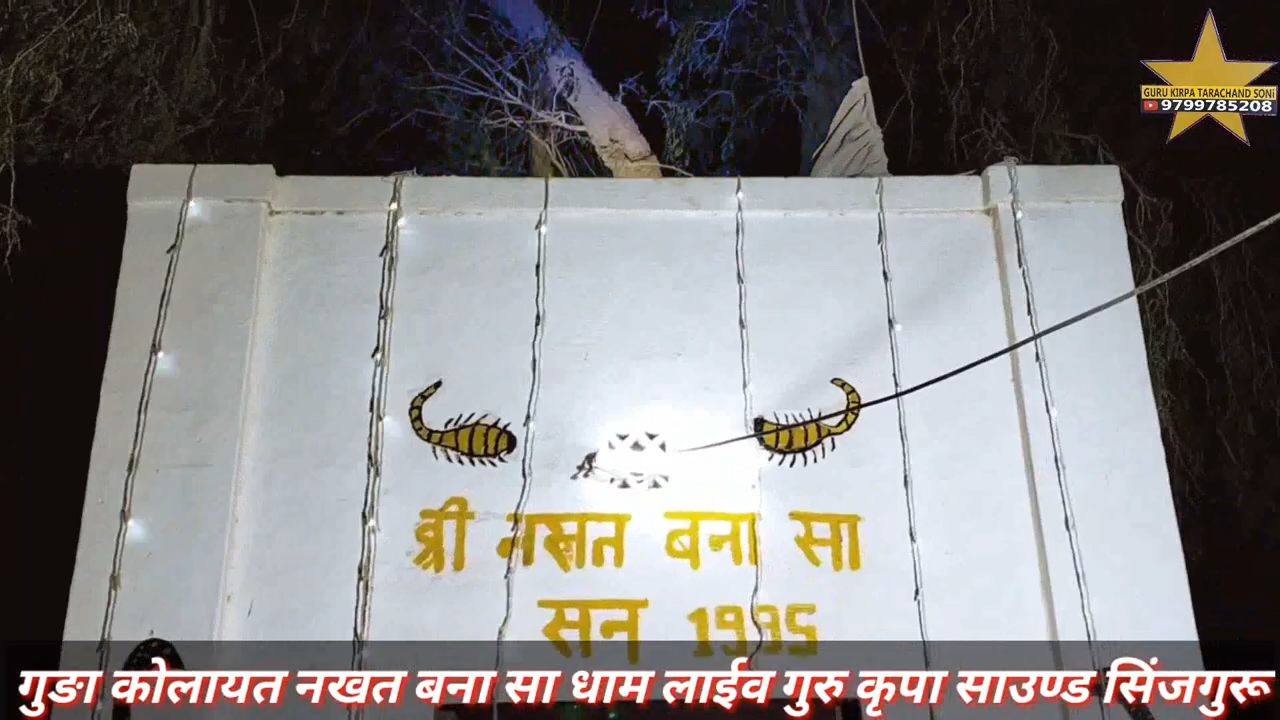 GURU KIRPA TARACHAND SONi
9799785208
श्री नखत बना सा
सन् 1995
गुडा कोलायत नखत बना सा धाम लाईव गुरु कृपा साउण्ड सिंजगुरू